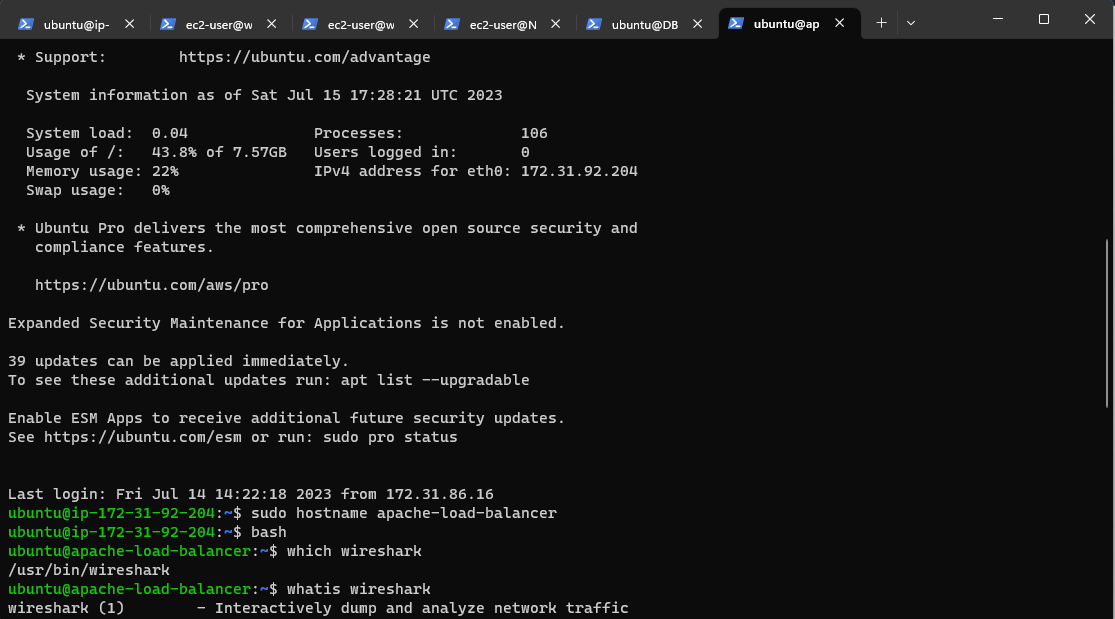 ubuntu@ip- ec2-user@w ec2-user@w ec2-user@N ubuntu@DB ubuntu@ap
 * Support:        https://ubuntu.com/advantage
  System information as of Sat Jul 15 17:28:21 UTC 2023
  System load:  0.04              Processes:             106
  Usage of /:   43.8% of 7.57GB   Users logged in:       0
  Memory usage: 22%               IPv4 address for eth0: 172.31.92.204
  Swap usage:   0%
 * Ubuntu Pro delivers the most comprehensive open source security and
   compliance features.
   https://ubuntu.com/aws/pro
Expanded Security Maintenance for Applications is not enabled.
39 updates can be applied immediately.
To see these additional updates run: apt list --upgradable
Enable ESM Apps to receive additional future security updates.
See https://ubuntu.com/esm or run: sudo pro status
Last login: Fri Jul 14 14:22:18 2023 from 172.31.86.16
ubuntu@ip-172-31-92-204:~$ sudo hostname apache-load-balancer
ubuntu@ip-172-31-92-204:~$ bash
ubuntu@apache-load-balancer:~$ which wireshark
/usr/bin/wireshark
ubuntu@apache-load-balancer:~$ whatis wireshark
wireshark (1)        - Interactively dump and analyze network traffic